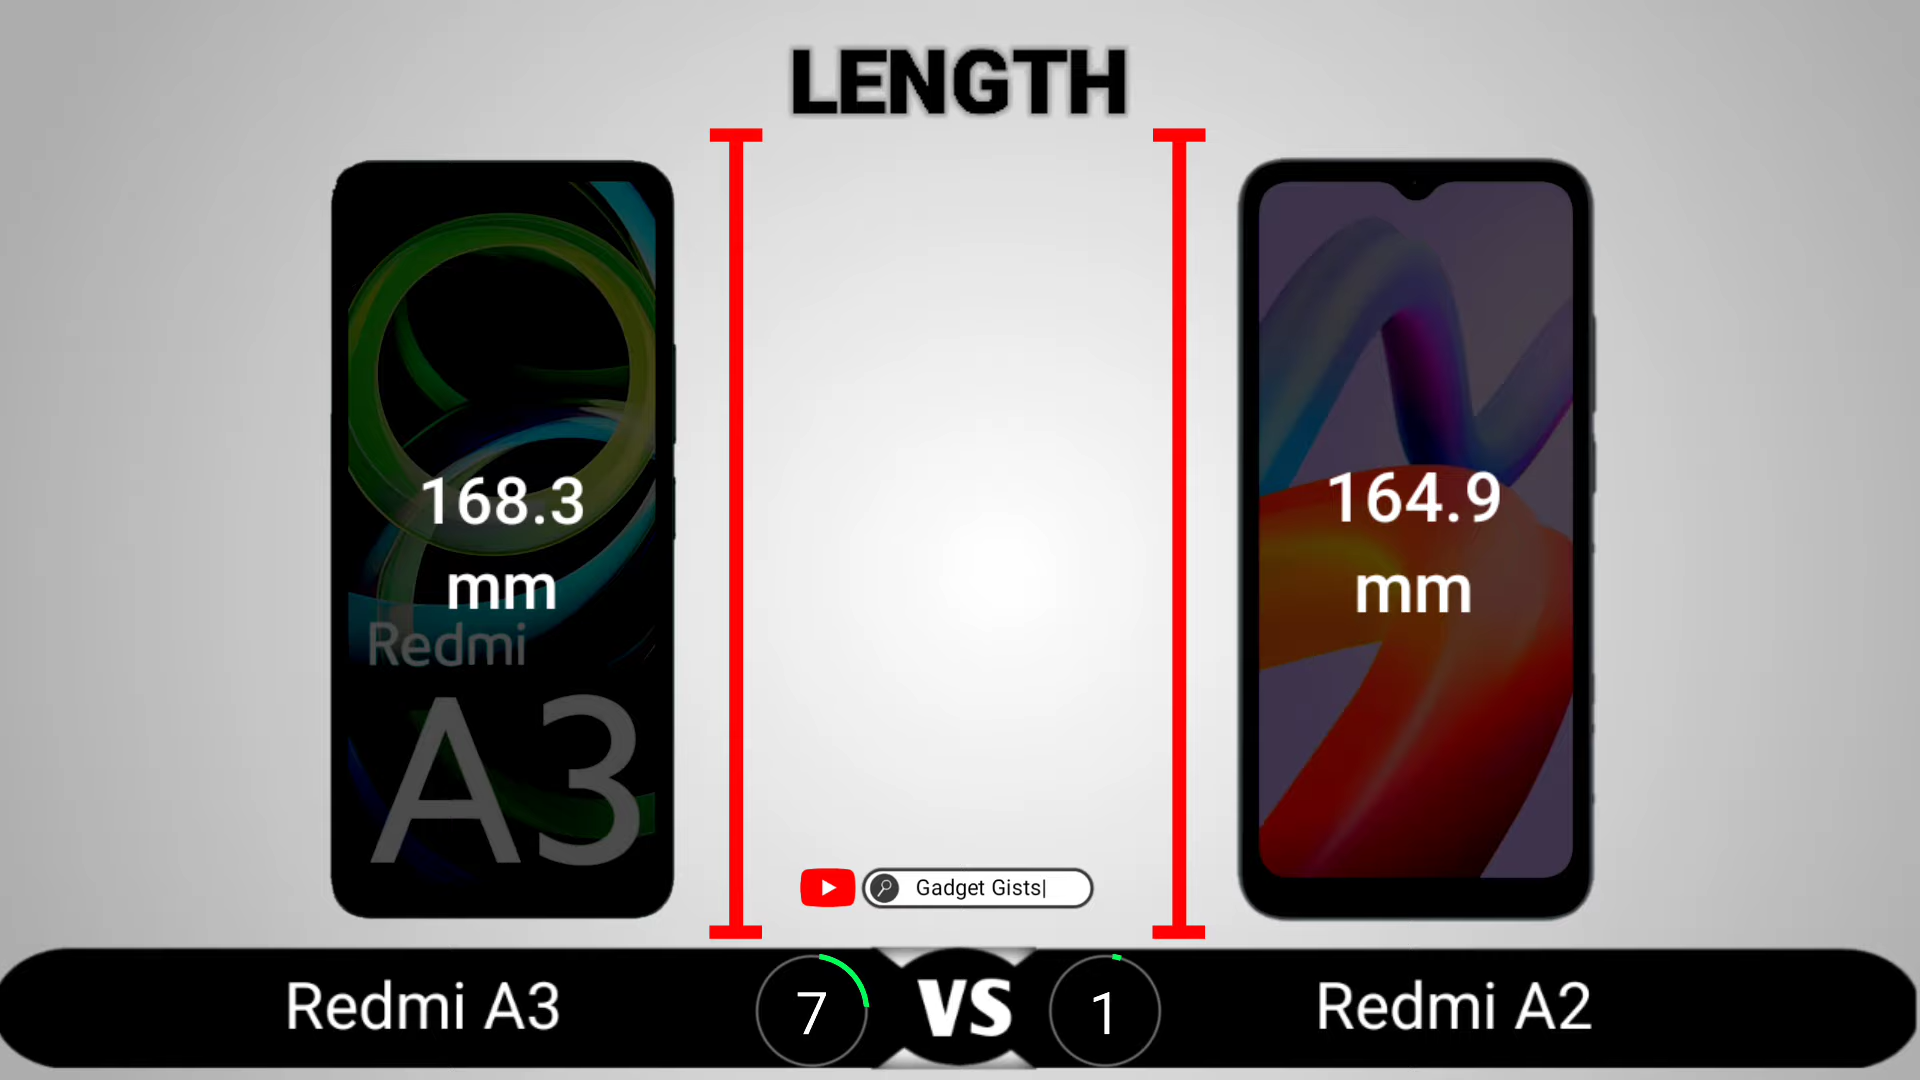 LENGTH
168.3
mm
Redmi
A3
164.9
mm
Gadget Gists|
Redmi A3
7
VS
1
Redmi A2